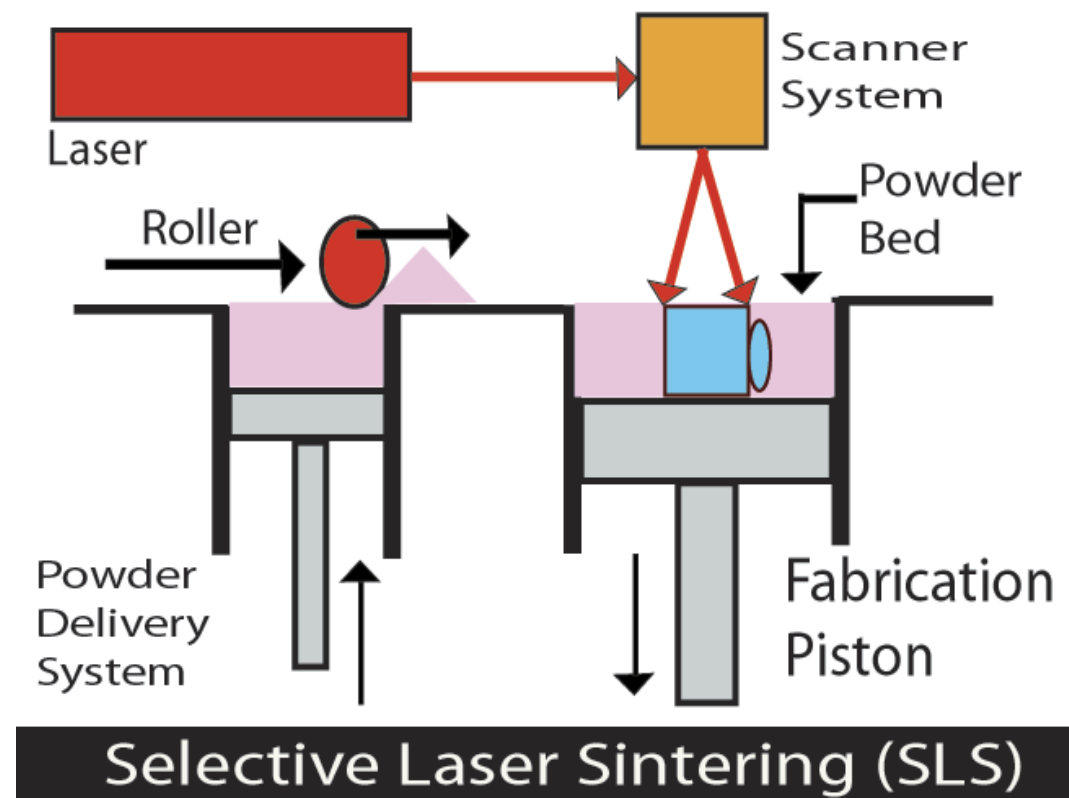 Scanner
System
Laser
Powder
Bed
Roller
Powder
Delivery
System
Fabrication
Piston
Selective Laser Sintering (SLS)